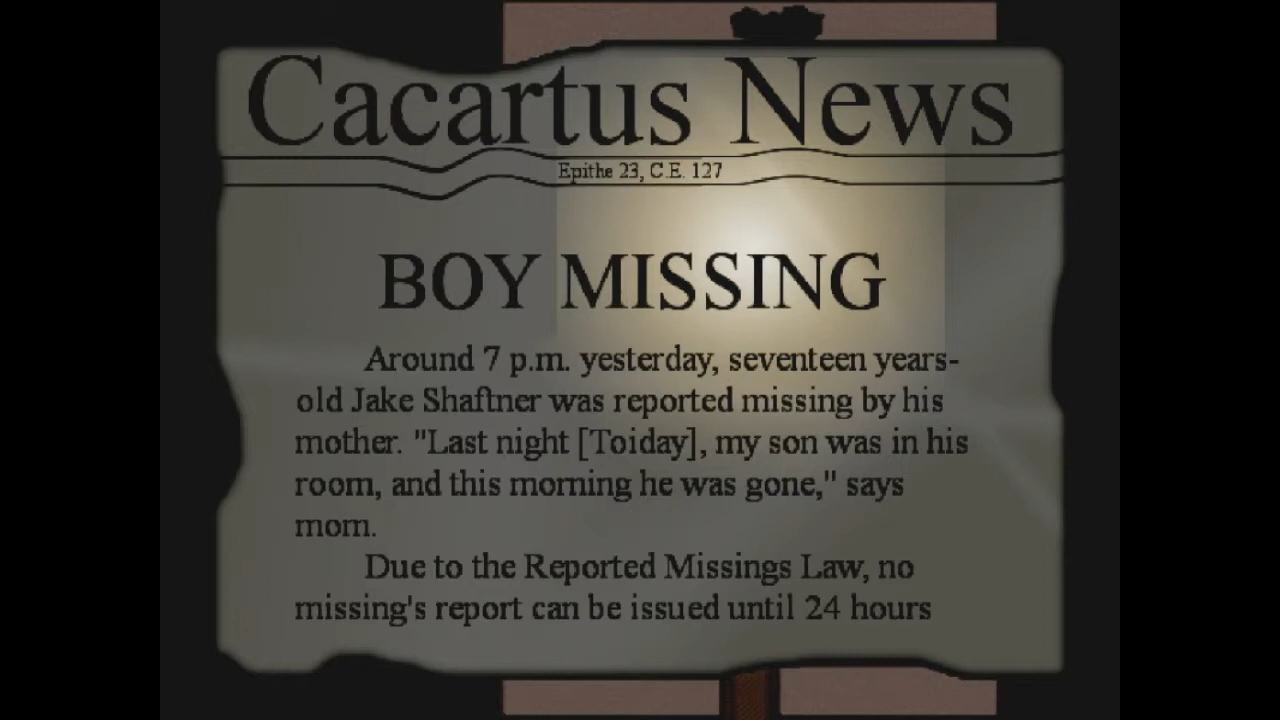 Cacartus News
Epithe 23, C.E. 127
BOY MISSING
Around 7 p.m. yesterday, seventeen years-
old Jake Shaftner was reported missing by his
mother. "Last night [Toiday], my son was in his
room, and this morning he was gone," says
mom.
Due to the Reported Missings Law, no
missing's report can be issued until 24 hours